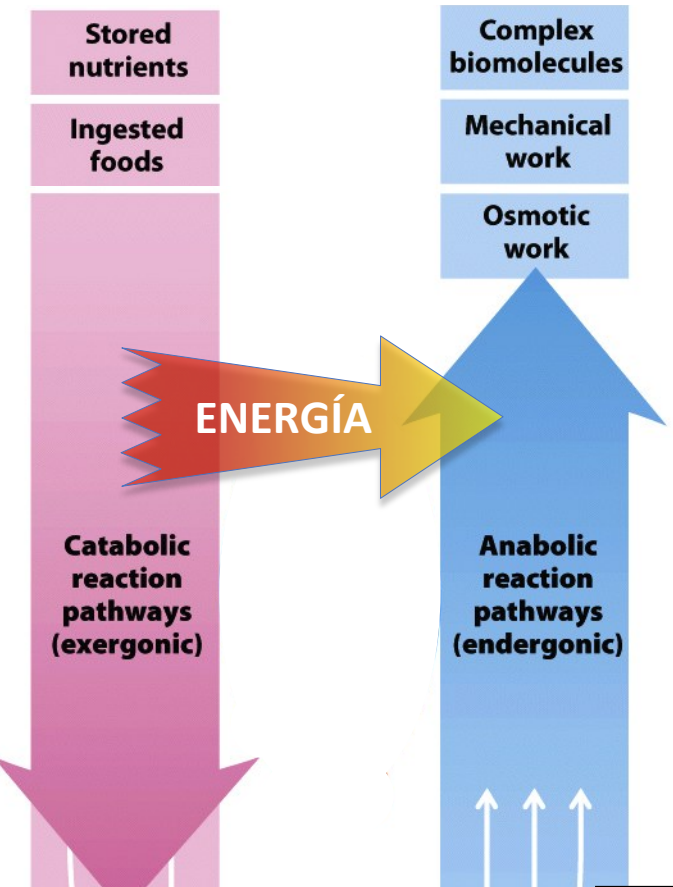 Stored
nutrients
Ingested
foods
Catabolic
reaction
pathways
(exergonic)
ENERGÍA
Complex
biomolecules
Mechanical
work
Osmotic
work
Anabolic
reaction
pathways
(endergonic)